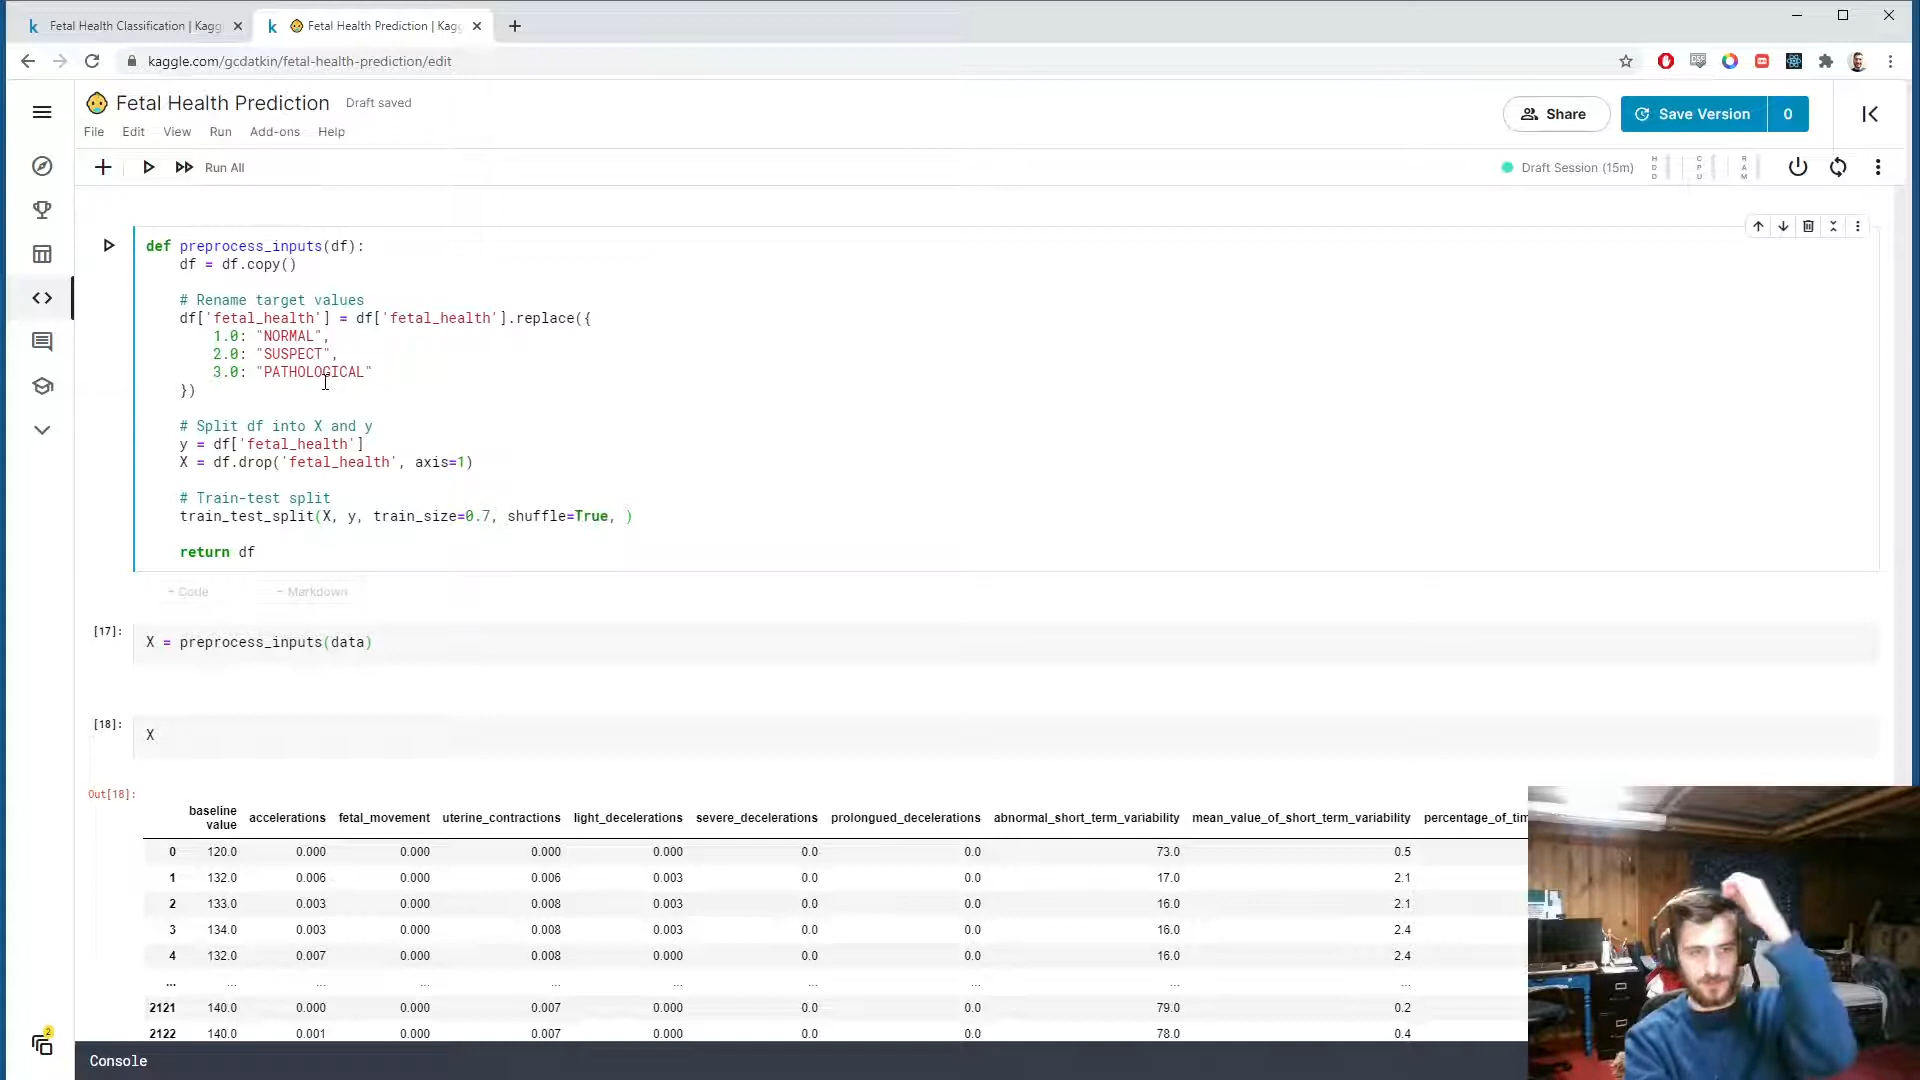 Fetal Health Classification | Kagg
Fetal Health Prediction | Kagg
kaggle.com/gcdatkin/fetal-health-prediction/edit
Fetal Health Prediction
Draft saved
Share
Save Version
0
File Edit View Run Add-ons Help
Run All
Draft Session (15m)
HDD
CPU
RAM
def preprocess_inputs(df):
df = df.copy()
# Rename target values
df['fetal_health'] = df['fetal_health'].replace({
1.0: "NORMAL",
2.0: "SUSPECT",
3.0: "PATHOLOGICAL"
})
# Split df into X and y
y = df['fetal_health']
X = df.drop('fetal_health', axis=1)
# Train-test split
train_test_split(X, y, train_size=0.7, shuffle=True, )
return df
+ Code
+ Markdown
[17]:
X = preprocess_inputs(data)
[18]:
X
Out[18]:
baseline value accelerations fetal_movement uterine_contractions light_decelerations severe_decelerations prolongued_decelerations abnormal_short_term_variability mean_value_of_short_term_variability percentage_of_tim
0 120.0 0.000 0.000 0.000 0.000 0.0 0.0 73.0 0.5
1 132.0 0.006 0.000 0.006 0.003 0.0 0.0 17.0 2.1
2 133.0 0.003 0.000 0.008 0.003 0.0 0.0 16.0 2.1
3 134.0 0.003 0.000 0.008 0.003 0.0 0.0 16.0 2.4
4 132.0 0.007 0.000 0.008 0.000 0.0 0.0 16.0 2.4
... ... ... ... ... ... ... ... ... ...
2121 140.0 0.000 0.000 0.007 0.000 0.0 0.0 79.0 0.2
2122 140.0 0.001 0.000 0.007 0.000 0.0 0.0 78.0 0.4
2
Console